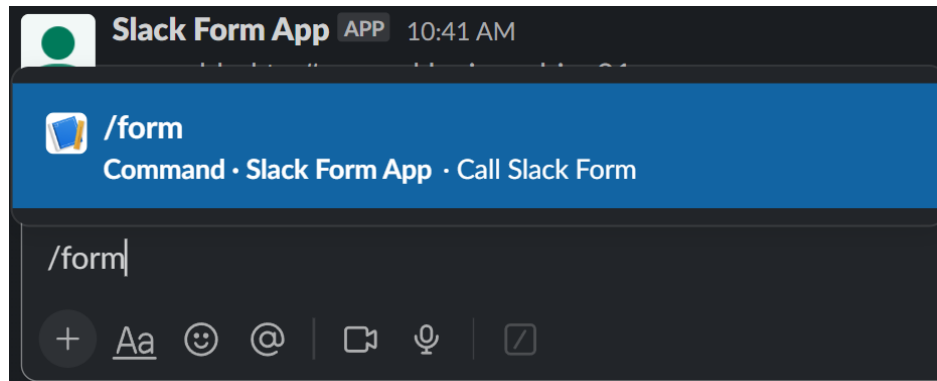 Slack Form App APP 10:41 AM
/form
Command · Slack Form App · Call Slack Form
/form
Aa